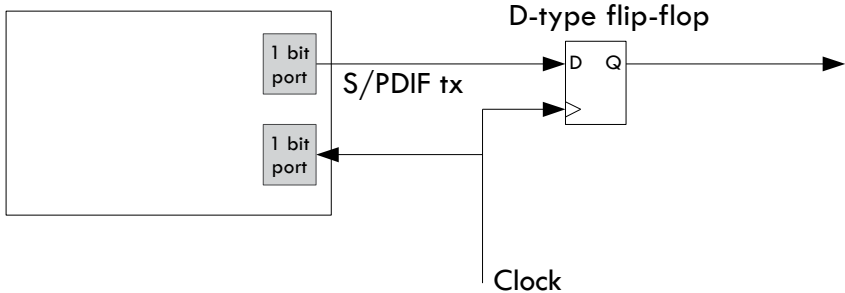 D-type flip-flop
1 bit
port
S/PDIF tx
D Q
1 bit
port
Clock